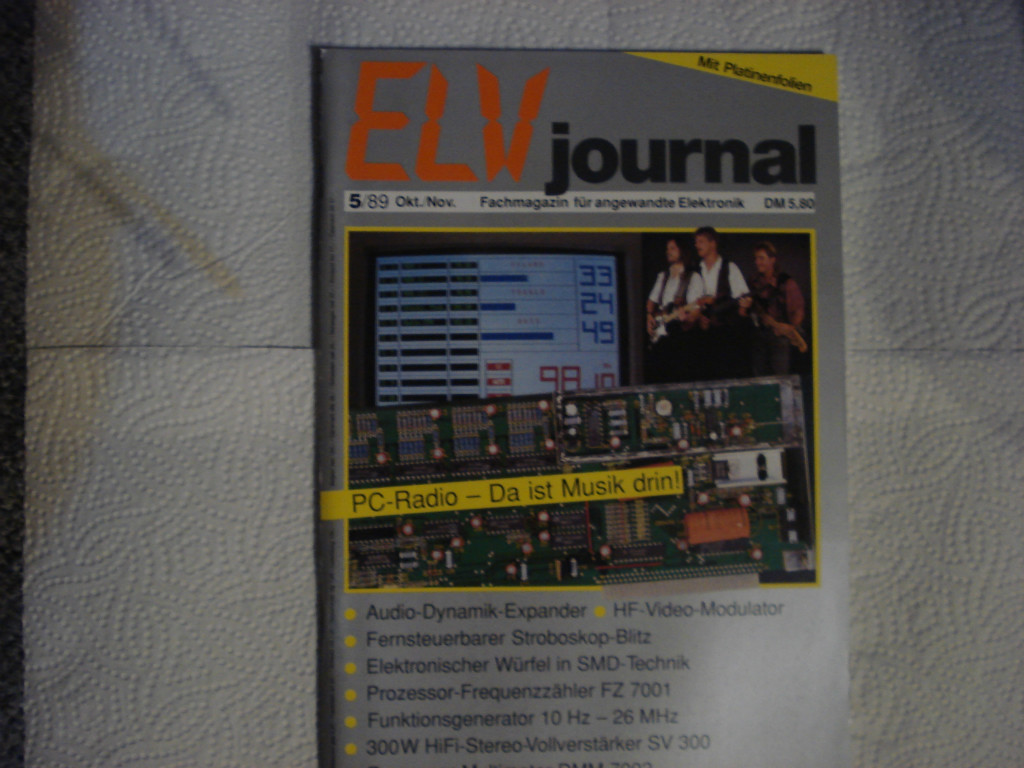 Mit Platinenfolien
ELV journal
5/89 Okt./Nov. Fachmagazin für angewandte Elektronik DM 5,80
33
24
49
PC-Radio – Da ist Musik drin!
Audio-Dynamik-Expander HF-Video-Modulator
Fernsteuerbarer Stroboskop-Blitz
Elektronischer Würfel in SMD-Technik
Prozessor-Frequenzzähler FZ 7001
Funktionsgenerator 10 Hz – 26 MHz
300W HiFi-Stereo-Vollverstärker SV 300